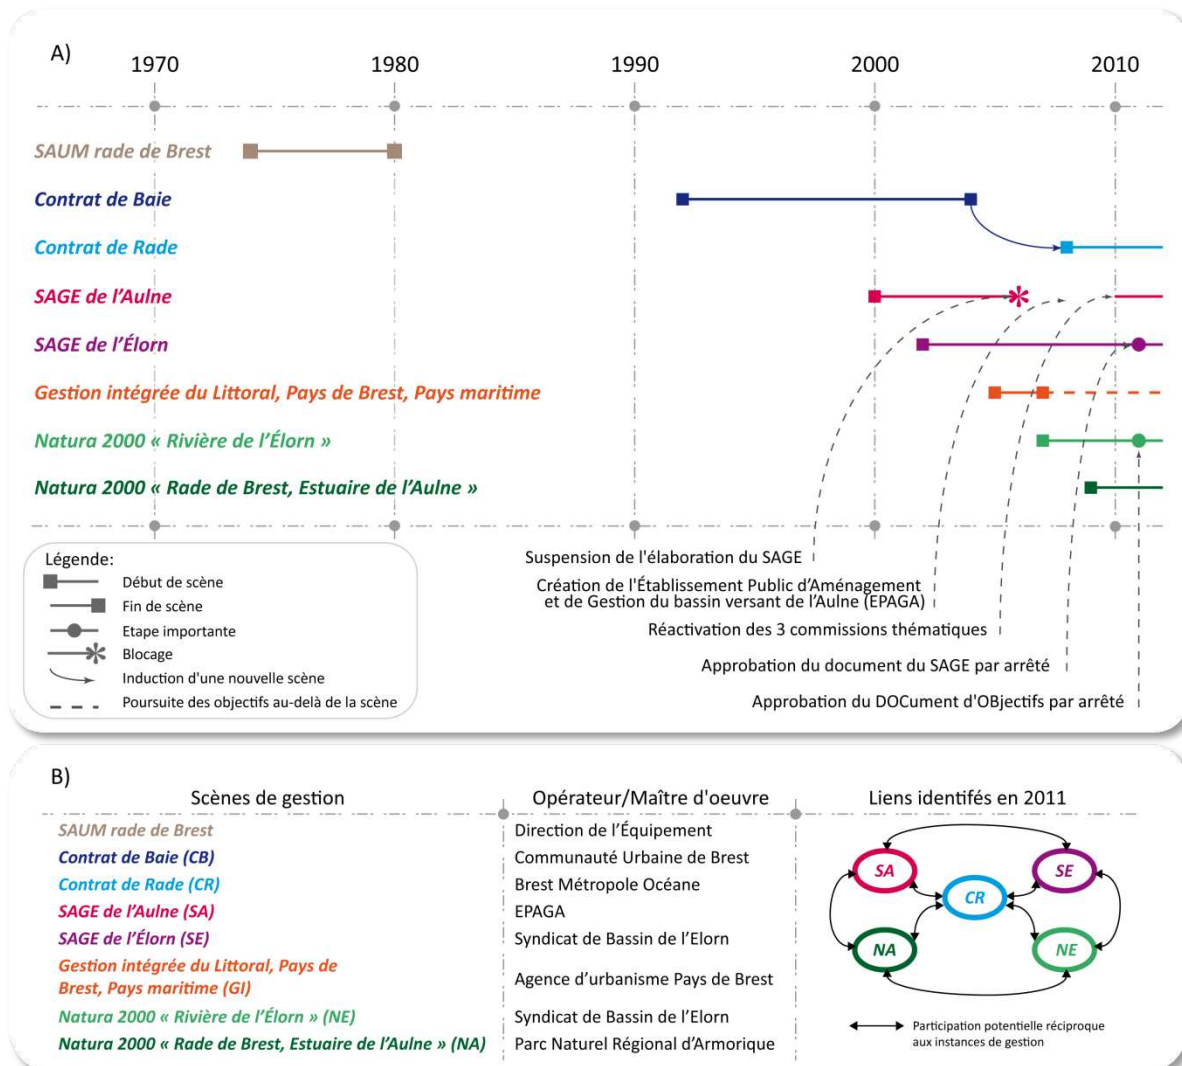 A)
1970 1980 1990 2000 2010
SAUM rade de Brest
Contrat de Baie
Contrat de Rade
SAGE de l'Aulne
SAGE de l'Élorn
Gestion intégrée du Littoral, Pays de Brest, Pays maritime
Natura 2000 « Rivière de l'Élorn »
Natura 2000 « Rade de Brest, Estuaire de l'Aulne »
Légende:
Début de scène
Fin de scène
Etape importante
Blocage
Induction d'une nouvelle scène
Poursuite des objectifs au-delà de la scène
Suspension de l'élaboration du SAGE
Création de l'Établissement Public d'Aménagement
et de Gestion du bassin versant de l'Aulne (EPAGA)
Réactivation des 3 commissions thématiques
Approbation du document du SAGE par arrêté
Approbation du DOCument d'OBjectifs par arrêté
B)
Scènes de gestion Opérateur/Maître d'oeuvre Liens identifés en 2011
SAUM rade de Brest Direction de l'Équipement
Contrat de Baie (CB) Communauté Urbaine de Brest
Contrat de Rade (CR) Brest Métropole Océane
SAGE de l'Aulne (SA) EPAGA
SAGE de l'Élorn (SE) Syndicat de Bassin de l'Elorn
Gestion intégrée du Littoral, Pays de
Brest, Pays maritime (GI) Agence d'urbanisme Pays de Brest
Natura 2000 « Rivière de l'Élorn » (NE) Syndicat de Bassin de l'Elorn
Natura 2000 « Rade de Brest, Estuaire de l'Aulne » (NA) Parc Naturel Régional d'Armorique
SA SE
CR
NA NE
Participation potentielle réciproque
aux instances de gestion